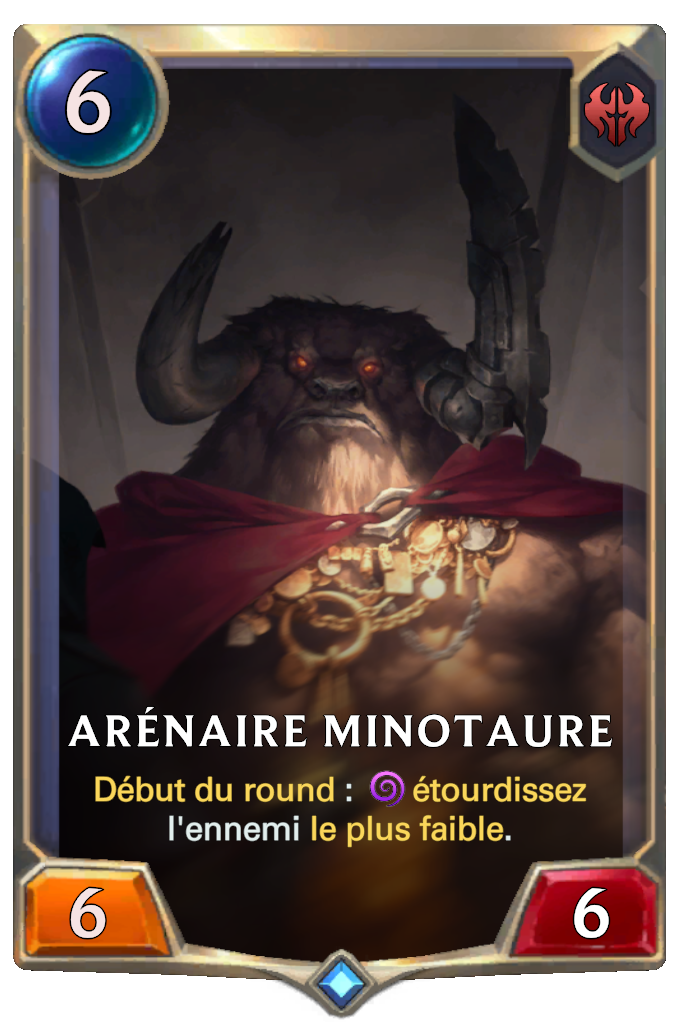 6
ARÉNAIRE MINOTAURE
Début du round : étourdissez
l'ennemi le plus faible.
6
6